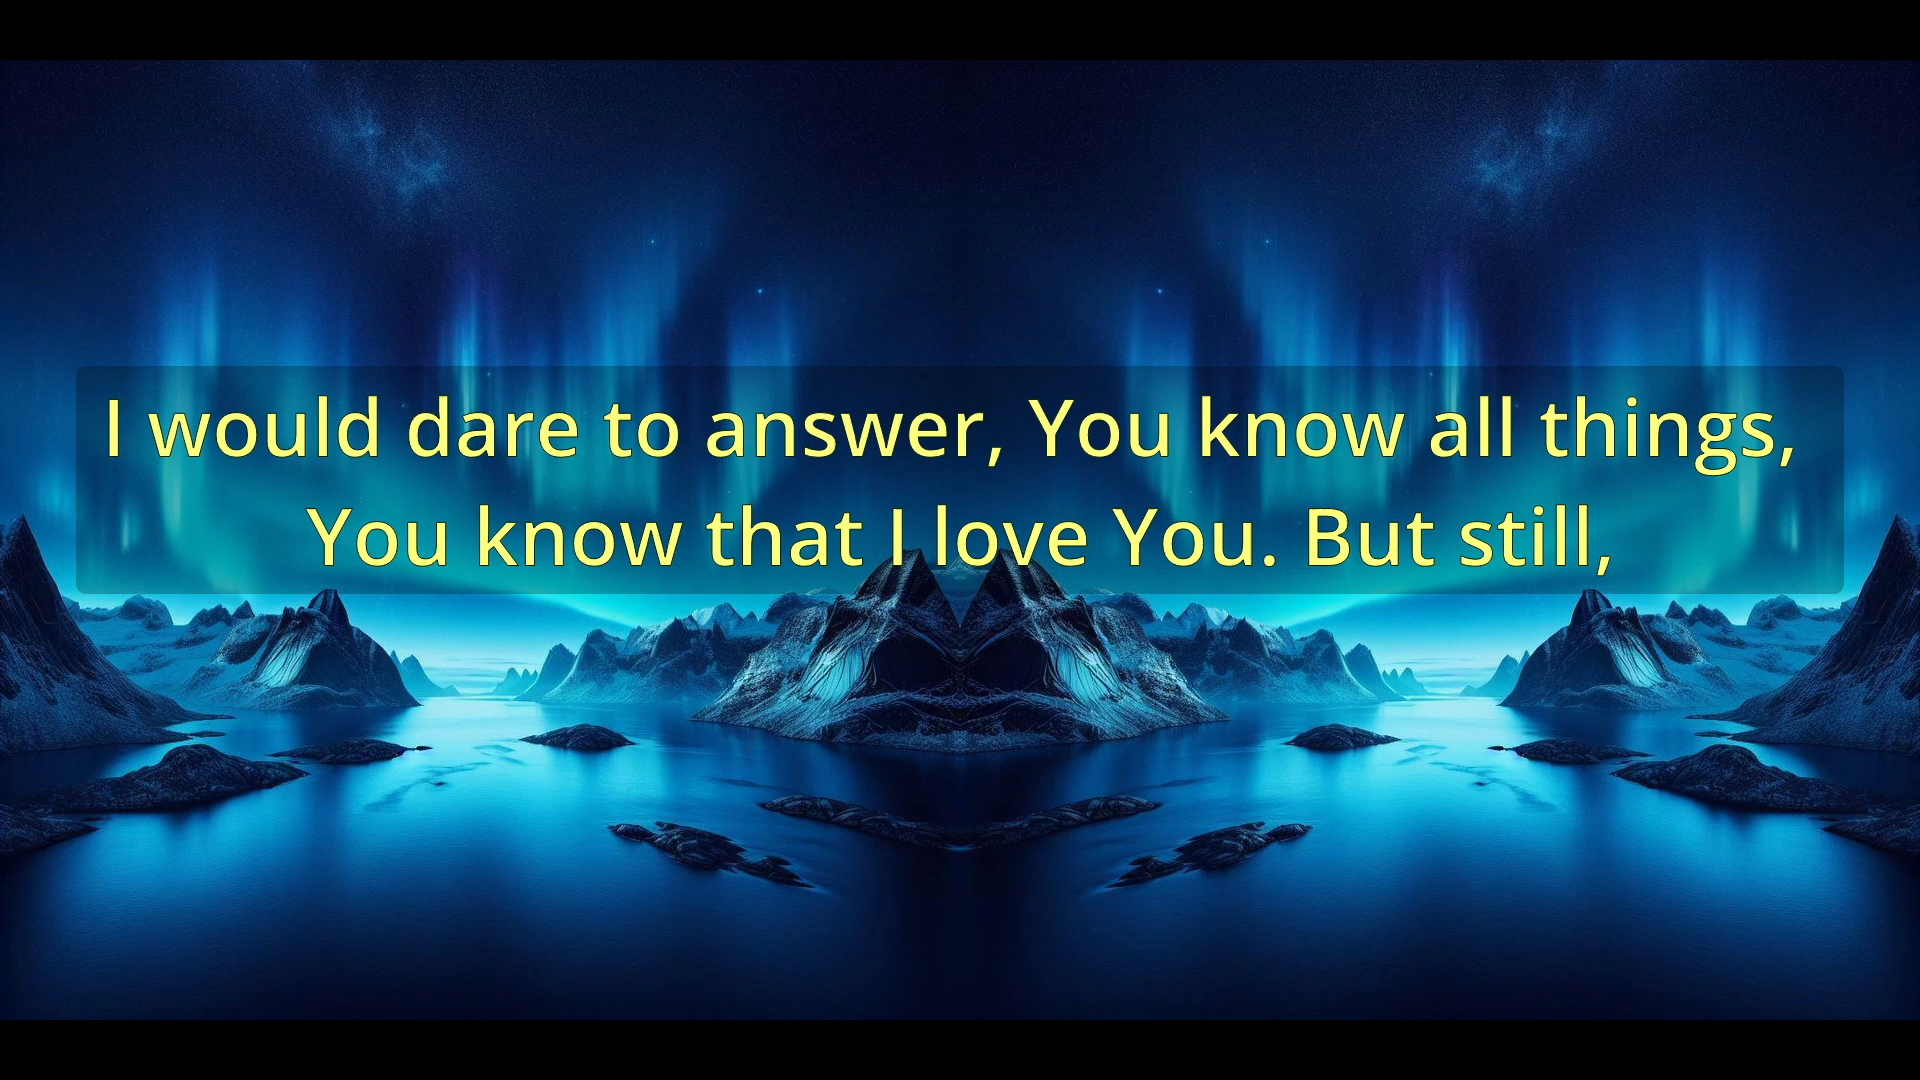 I would dare to answer, You know all things,
You know that I love You. But still,